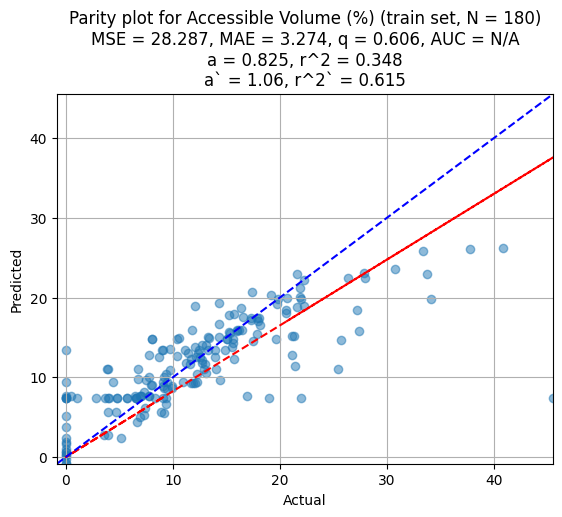 Parity plot for Accessible Volume (%) (train set, N = 180)
MSE = 28.287, MAE = 3.274, q = 0.606, AUC = N/A
a = 0.825, r^2 = 0.348
a` = 1.06, r^2` = 0.615
40
30
20
10
0
Predicted
0 10 20 30 40
Actual